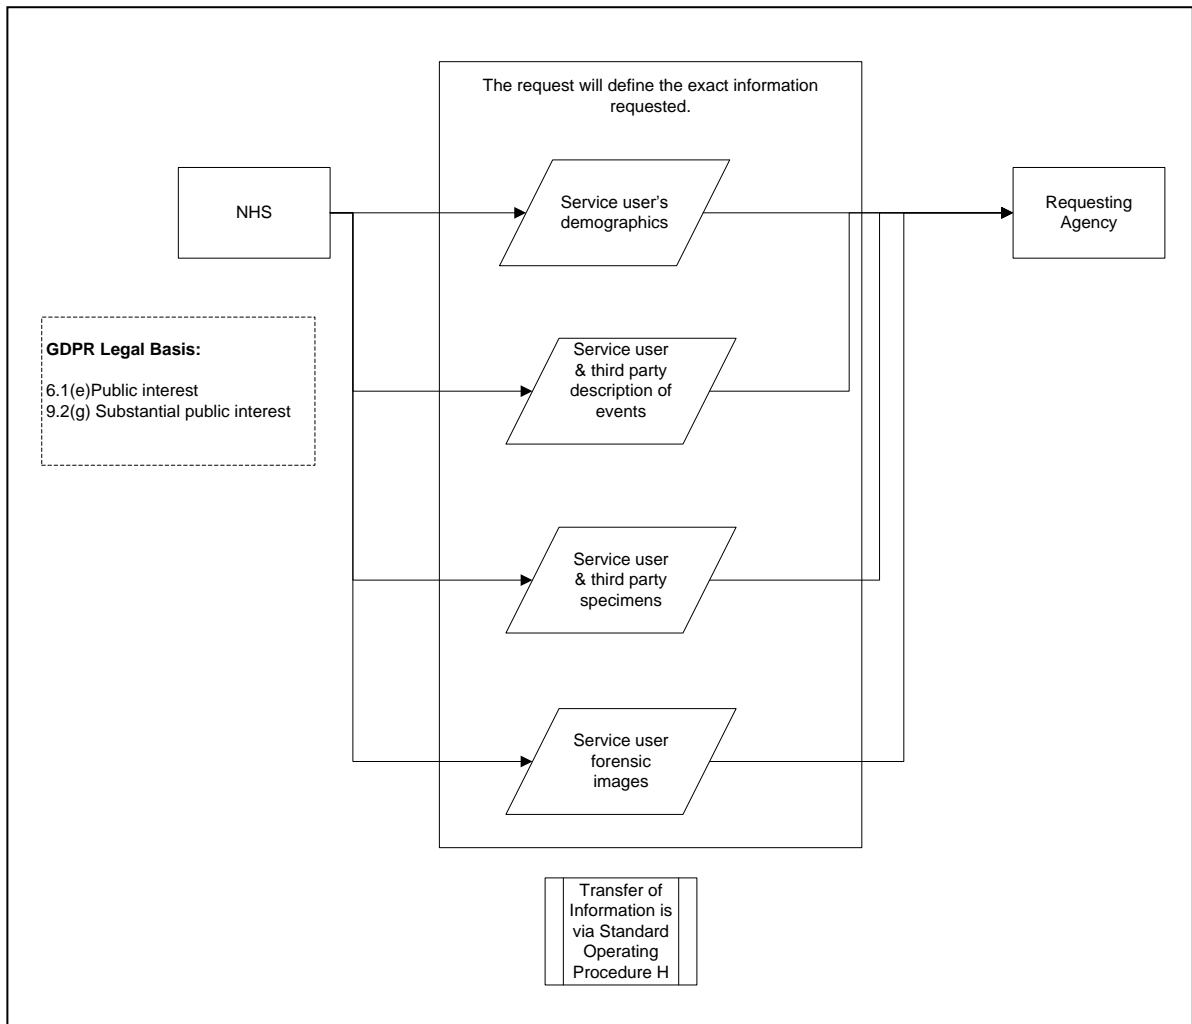 The request will define the exact information
requested.
NHS
Service user's
demographics
Requesting
Agency
GDPR Legal Basis:
6.1(e)Public interest
9.2(g) Substantial public interest
Service user
& third party
description of
events
Service user
& third party
specimens
Service user
forensic
images
Transfer of
Information is
via Standard
Operating
Procedure H